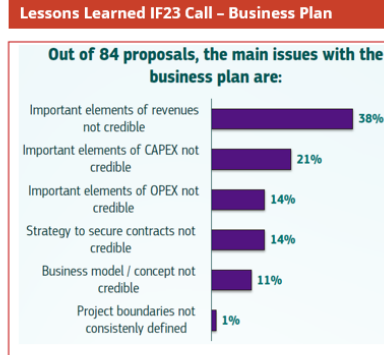 Lessons Learned IF23 Call – Business Plan
Out of 84 proposals, the main issues with the
business plan are:
Important elements of revenues
not credible
38%
Important elements of CAPEX not
credible
21%
Important elements of OPEX not
credible
14%
Strategy to secure contracts not
credible
14%
Business model / concept not
credible
11%
Project boundaries not
consistenly defined
1%